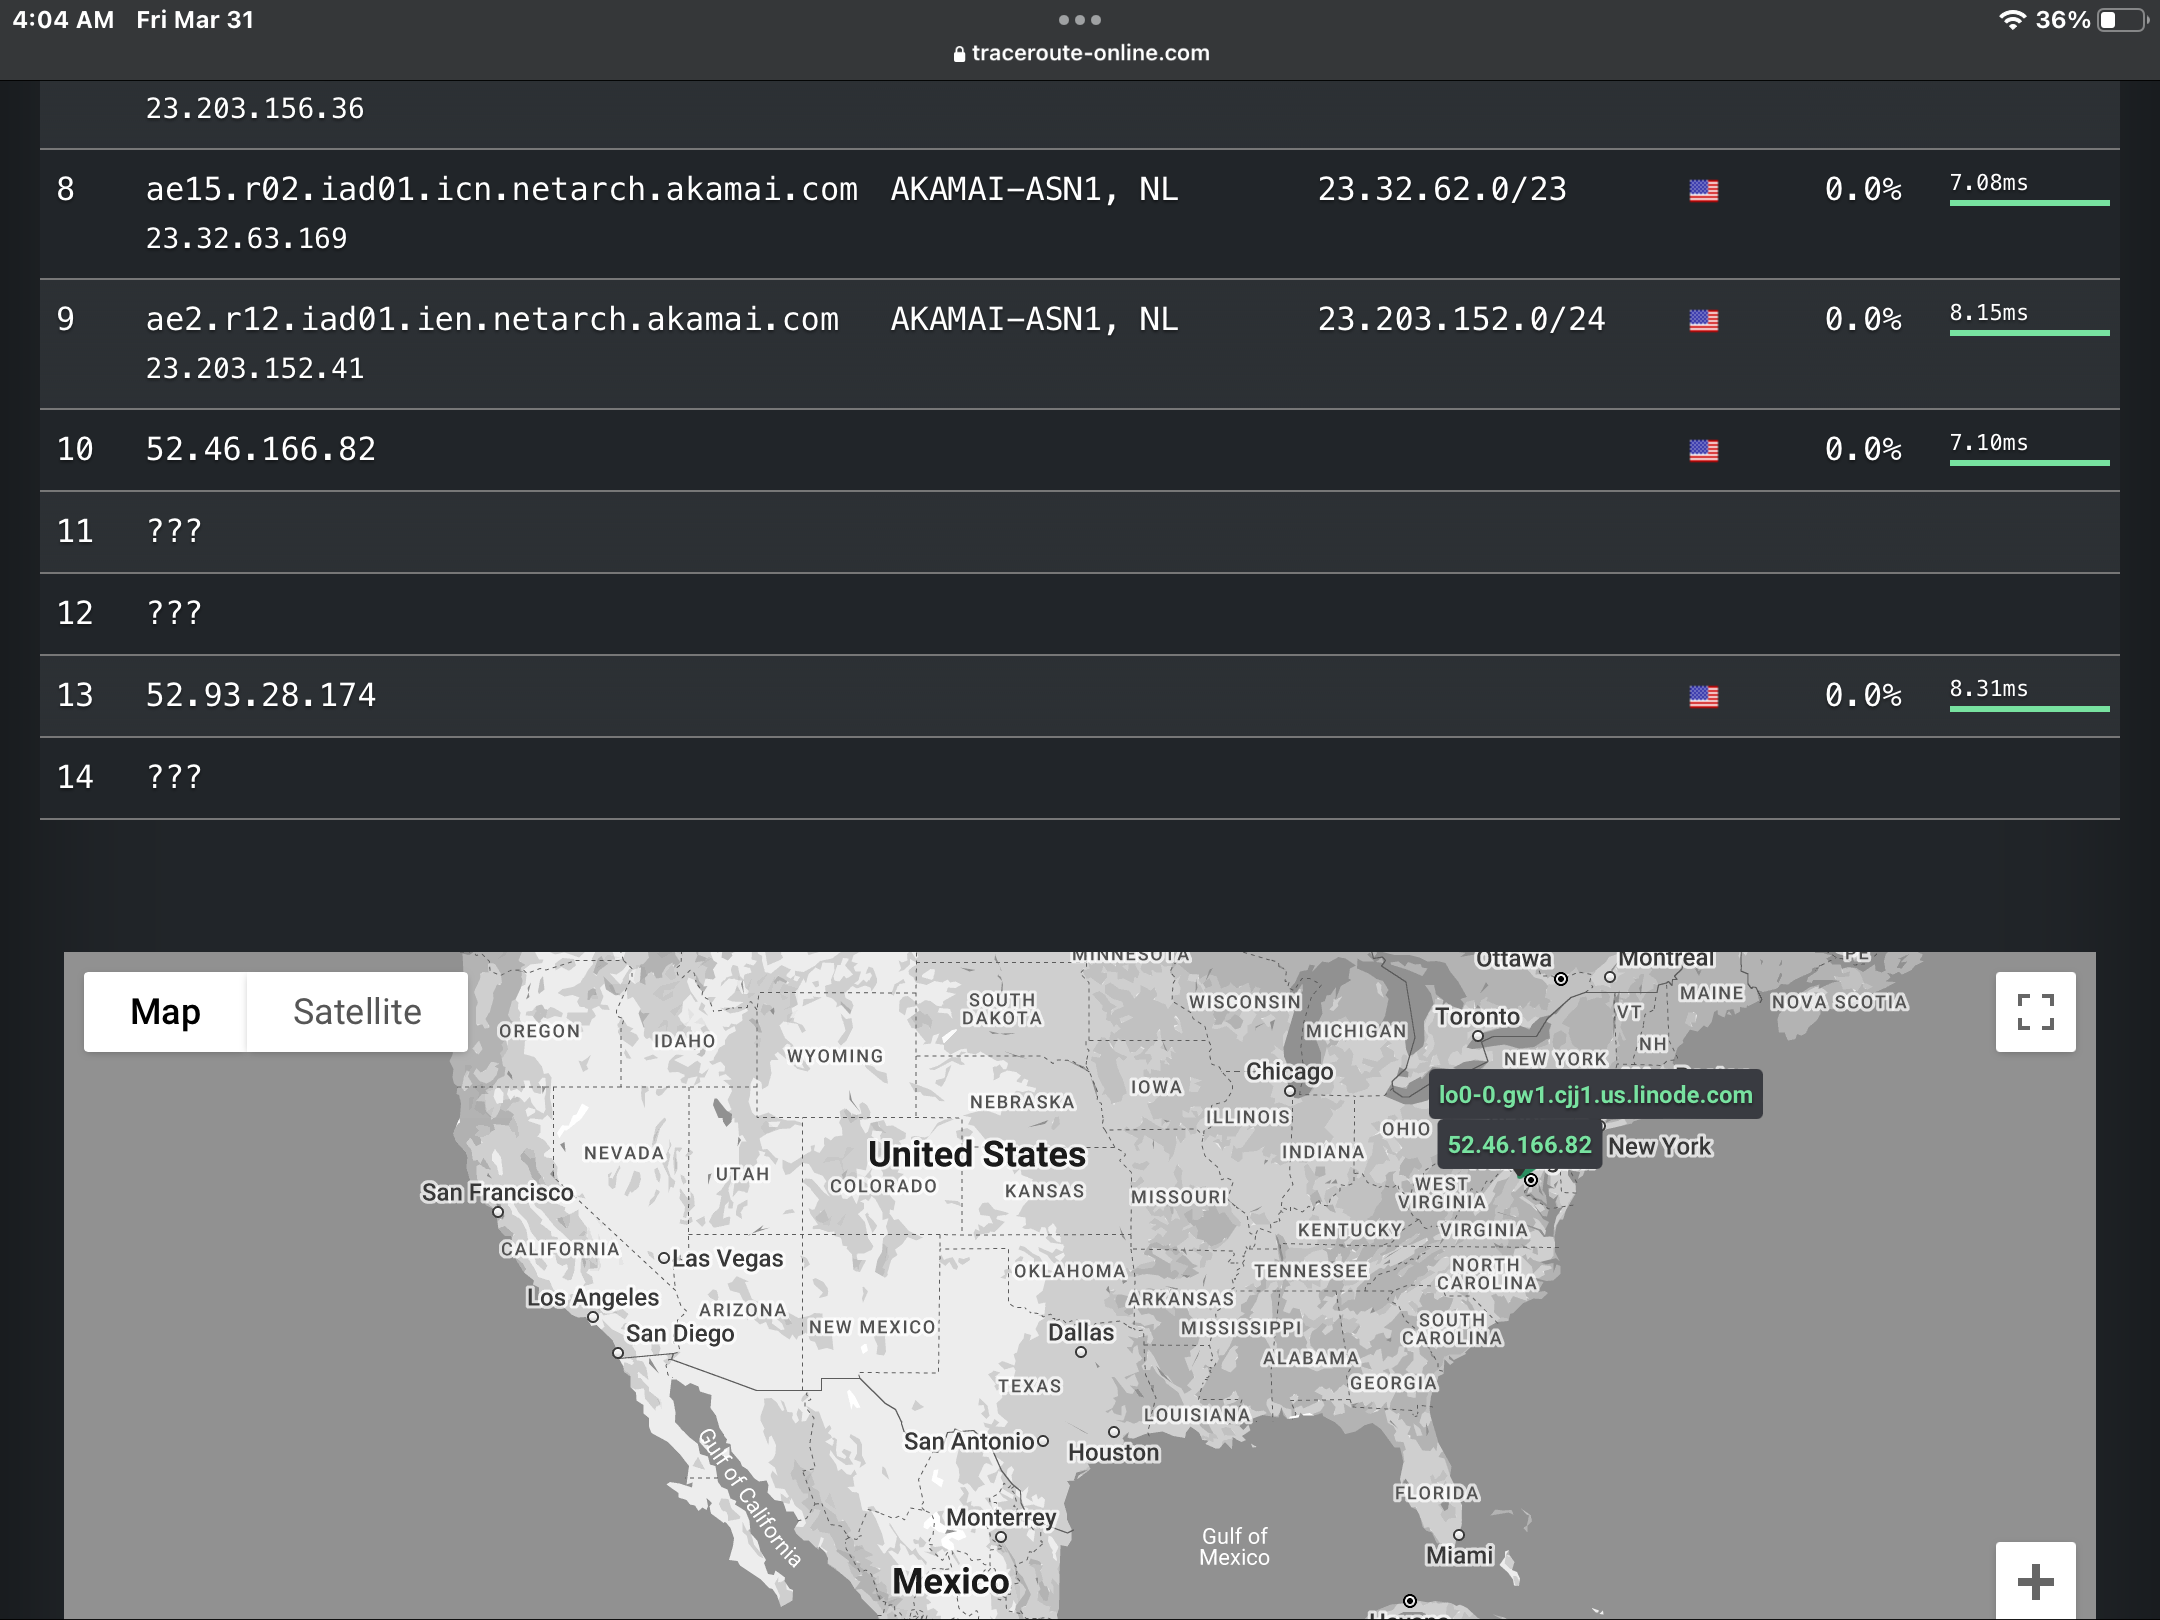 4:04 AM Fri Mar 31
36%
traceroute-online.com
23.203.156.36
8 ae15.r02.iad01.icn.netarch.akamai.com AKAMAI-ASN1, NL 23.32.62.0/23 0.0% 7.08ms
23.32.63.169
9 ae2.r12.iad01.ien.netarch.akamai.com AKAMAI-ASN1, NL 23.203.152.0/24 0.0% 8.15ms
23.203.152.41
10 52.46.166.82 0.0% 7.10ms
11 ???
12 ???
13 52.93.28.174 0.0% 8.31ms
14 ???
Map Satellite
MINNESOTA
Ottawa
Montreal
PE
OREGON
IDAHO
WYOMING
SOUTH
DAKOTA
WISCONSIN
MICHIGAN
Toronto
VT
MAINE
NOVA SCOTIA
NH
NEW YORK
Chicago
IOWA
NEBRASKA
ILLINOIS
lo0-0.gw1.cjj1.us.linode.com
OHIO
52.46.166.82
New York
NEVADA
UTAH
United States
COLORADO
KANSAS
MISSOURI
INDIANA
WEST
VIRGINIA
San Francisco
KENTUCKY
VIRGINIA
CALIFORNIA
Las Vegas
OKLAHOMA
TENNESSEE
NORTH
CAROLINA
Los Angeles
ARIZONA
NEW MEXICO
ARKANSAS
San Diego
Dallas
MISSISSIPPI
SOUTH
CAROLINA
ALABAMA
TEXAS
GEORGIA
LOUISIANA
San Antonio
Houston
Gulf of California
FLORIDA
Monterrey
Gulf of
Mexico
Miami
Mexico